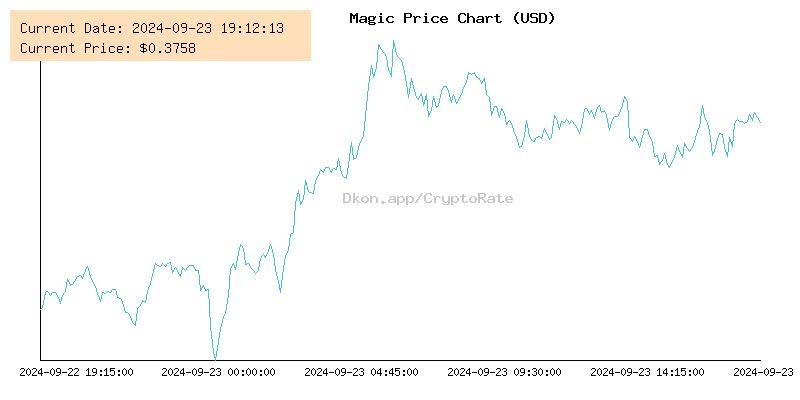 Magic Price Chart (USD)
Current Date: 2024-09-23 19:12:13
Current Price: $0.3758
Dkon.app/CryptoRate
2024-09-22 19:15:00 2024-09-23 00:00:00 2024-09-23 04:45:00 2024-09-23 09:30:00 2024-09-23 14:15:00 2024-09-23